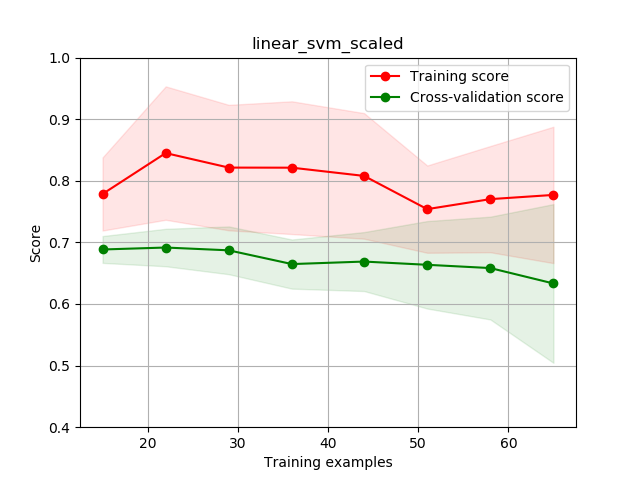 linear_svm_scaled
1.0
0.9
0.8
0.7
0.6
0.5
0.4
Score
Training score
Cross-validation score
20 30 40 50 60
Training examples